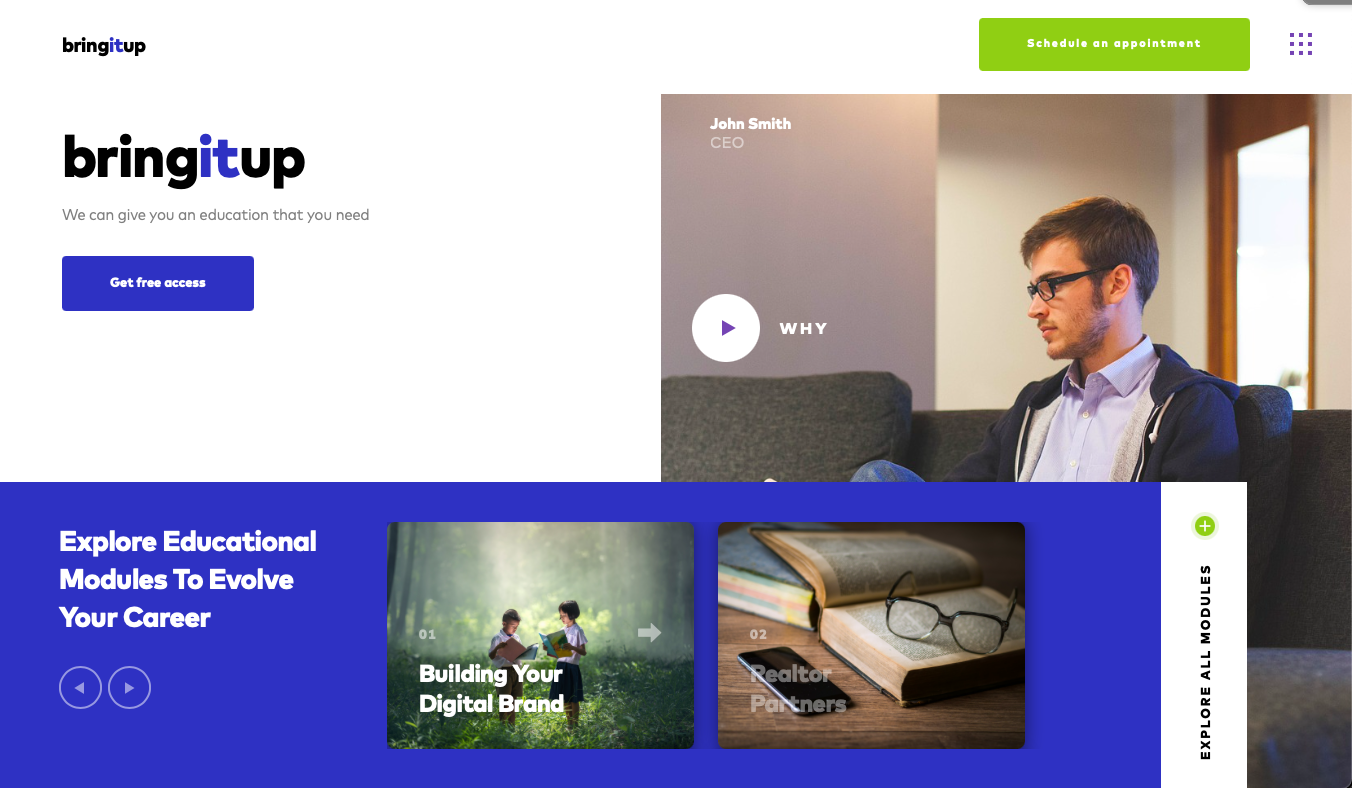 bringitup
Schedule an appointment
bringitup
We can give you an education that you need
Get free access
John Smith
CEO
WHY
Explore Educational
Modules To Evolve
Your Career
01
Building Your
Digital Brand
02
Realtor
Partners
EXPLORE ALL MODULES